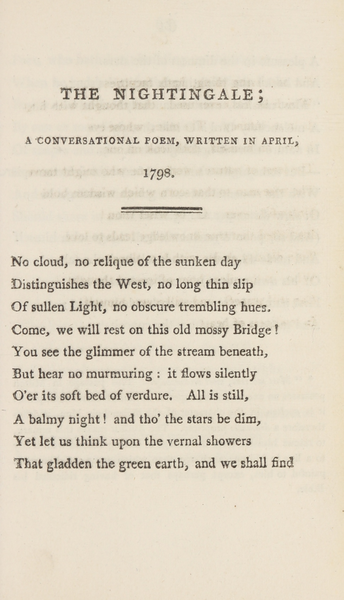 THE NIGHTINGALE;
A CONVERSATIONAL POEM, WRITTEN IN APRIL,
1798.
No cloud, no relique of the sunken day
Distinguishes the West, no long thin slip
Of sullen Light, no obscure trembling hues.
Come, we will rest on this old mossy Bridge!
You see the glimmer of the stream beneath,
But hear no murmuring: it flows silently
O'er its soft bed of verdure. All is still,
A balmy night! and tho' the stars be dim,
Yet let us think upon the vernal showers
That gladden the green earth, and we shall find